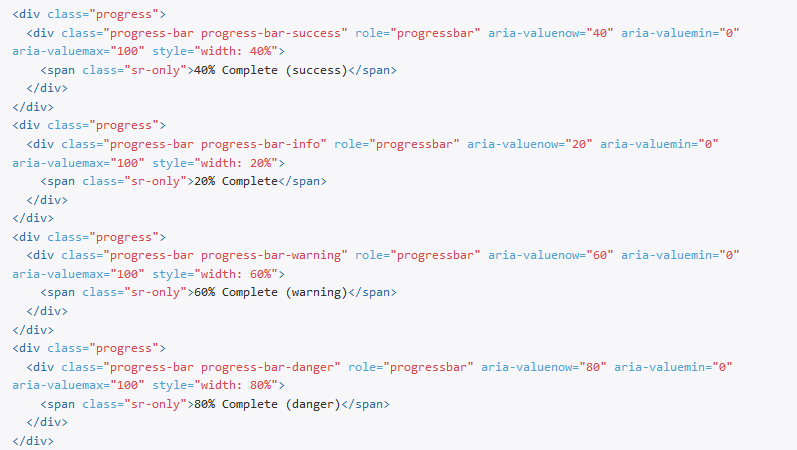 <div class="progress">
  <div class="progress-bar progress-bar-success" role="progressbar" aria-valuenow="40" aria-valuemin="0"
aria-valuemax="100" style="width: 40%">
    <span class="sr-only">40% Complete (success)</span>
  </div>
</div>
<div class="progress">
  <div class="progress-bar progress-bar-info" role="progressbar" aria-valuenow="20" aria-valuemin="0"
aria-valuemax="100" style="width: 20%">
    <span class="sr-only">20% Complete</span>
  </div>
</div>
<div class="progress">
  <div class="progress-bar progress-bar-warning" role="progressbar" aria-valuenow="60" aria-valuemin="0"
aria-valuemax="100" style="width: 60%">
    <span class="sr-only">60% Complete (warning)</span>
  </div>
</div>
<div class="progress">
  <div class="progress-bar progress-bar-danger" role="progressbar" aria-valuenow="80" aria-valuemin="0"
aria-valuemax="100" style="width: 80%">
    <span class="sr-only">80% Complete (danger)</span>
  </div>
</div>